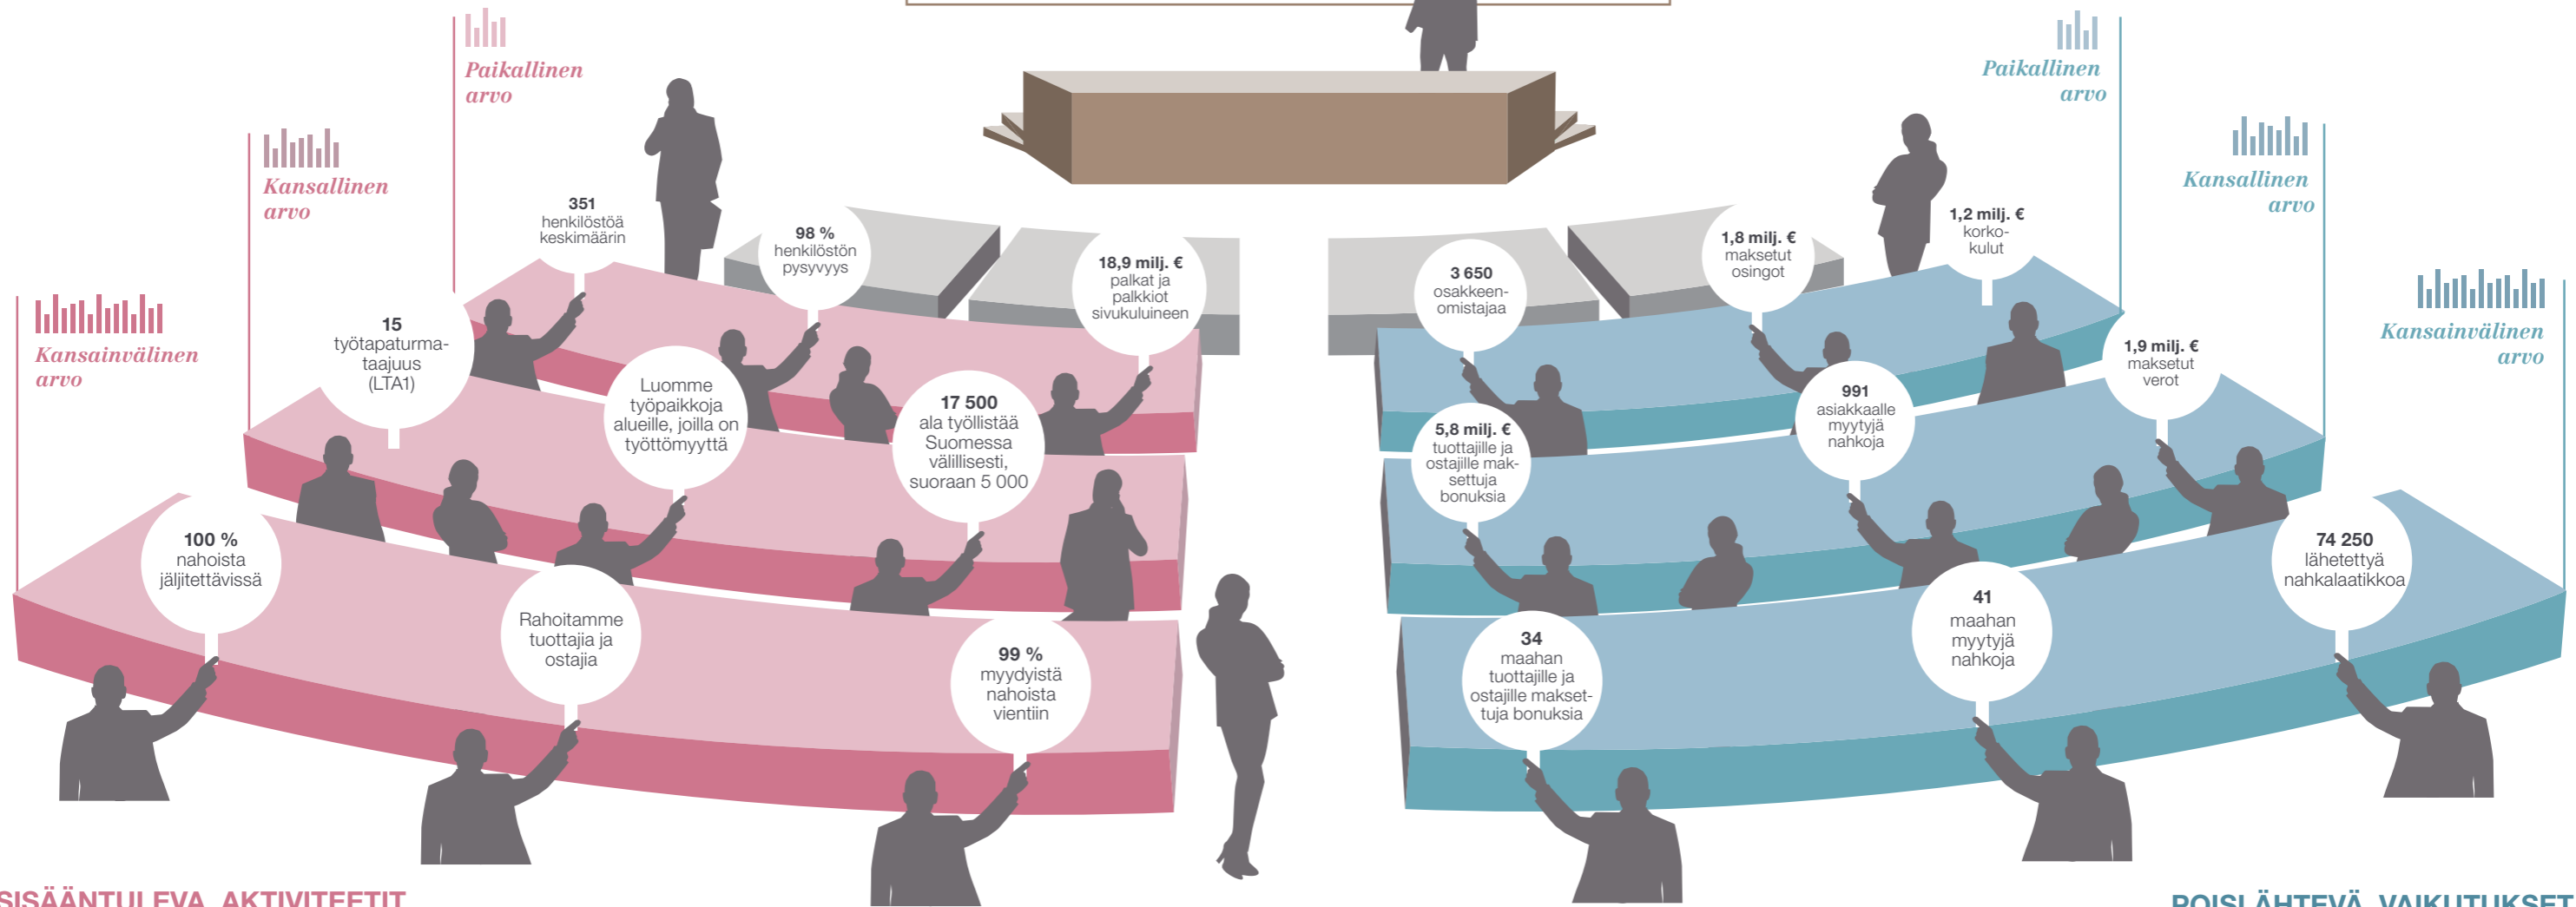 Paikallinen
arvo
Kansallinen
arvo
Kansainvälinen
arvo
351
henkilöstöä
keskimäärin
98 %
henkilöstön
pysyvyys
18,9 milj. €
palkat ja
palkkiot
sivukuluineen
15
työtapaturma-
taajuus
(LTA1)
Luomme
työpaikkoja
alueille, joilla on
työttömyyttä
17 500
ala työllistää
Suomessa
välillisesti,
suoraan 5 000
100 %
nahoista
jäljitettävissä
Rahoitamme
tuottajia ja
ostajia
99 %
myydyistä
nahoista
vientiin
SISÄÄNTULEVA AKTIVITEETIT
Paikallinen
arvo
Kansallinen
arvo
Kansainvälinen
arvo
3 650
osakkeen-
omistajaa
1,8 milj. €
maksetut
osingot
1,2 milj. €
korko-
kulut
5,8 milj. €
tuottajille ja
ostajille mak-
settuja
bonuksia
991
asiakkaalle
myytyjä
nahkoja
1,9 milj. €
maksetut
verot
34
maahan
tuottajille ja
ostajille makset-
tuja bonuksia
41
maahan
myytyjä
nahkoja
74 250
lähetettyä
nahkalaatikkoa
POISLÄHTEVÄ VAIKUTUKSET